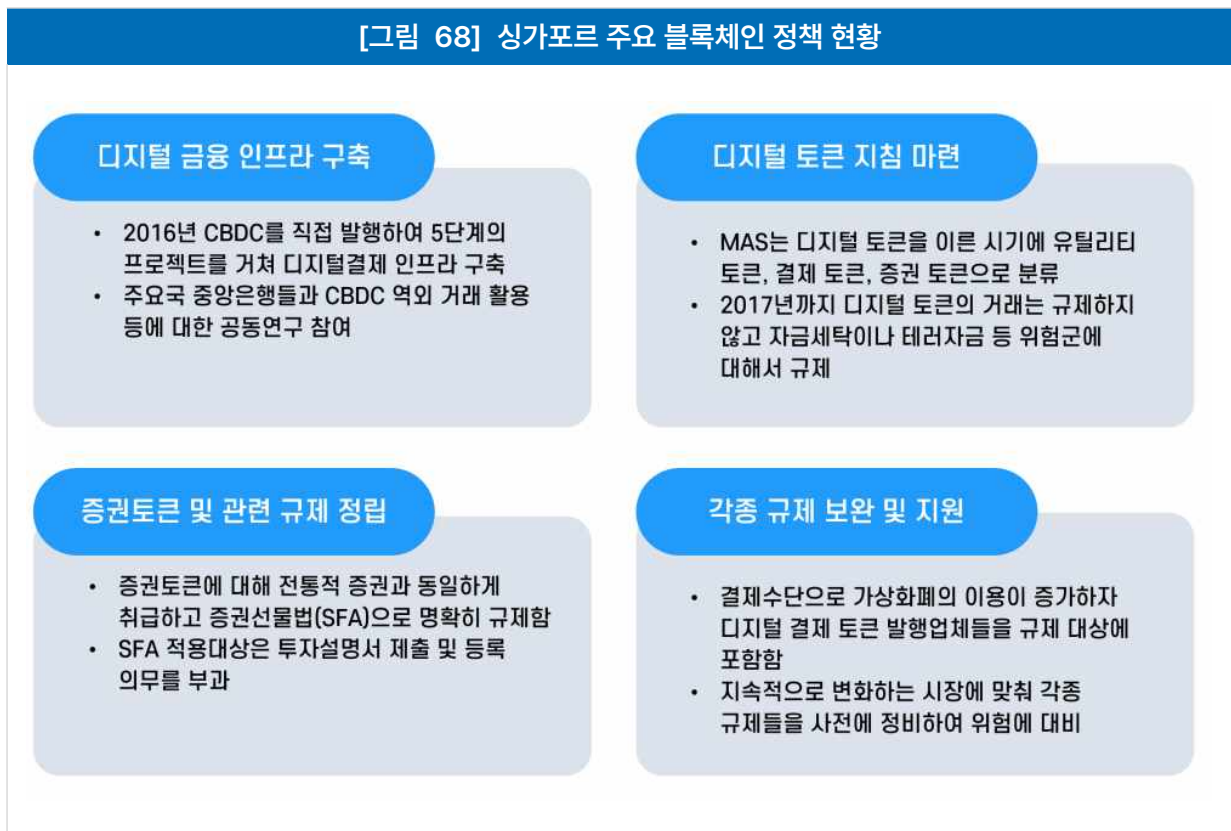 [그림 68] 싱가포르 주요 블록체인 정책 현황
디지털 금융 인프라 구축
• 2016년 CBDC를 직접 발행하여 5단계의
프로젝트를 거쳐 디지털결제 인프라 구축
• 주요국 중앙은행들과 CBDC 역외 거래 활용
등에 대한 공동연구 참여
디지털 토큰 지침 마련
• MAS는 디지털 토큰을 이른 시기에 유틸리티
토큰, 결제 토큰, 증권 토큰으로 분류
• 2017년까지 디지털 토큰의 거래는 규제하지
않고 자금세탁이나 테러자금 등 위험군에
대해서 규제
증권토큰 및 관련 규제 정립
• 증권토큰에 대해 전통적 증권과 동일하게
취급하고 증권선물법(SFA)으로 명확히 규제함
• SFA 적용대상은 투자설명서 제출 및 등록
의무를 부과
각종 규제 보완 및 지원
• 결제수단으로 가상화폐의 이용이 증가하자
디지털 결제 토큰 발행업체들을 규제 대상에
포함함
• 지속적으로 변화하는 시장에 맞춰 각종
규제들을 사전에 정비하여 위험에 대비